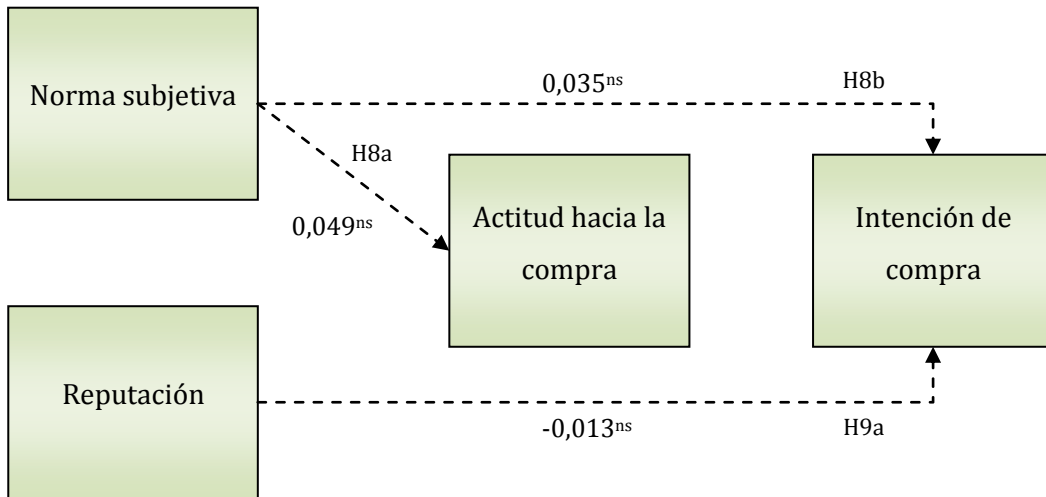 Norma subjetiva
0,035ns
H8b
H8a
0,049ns
Actitud hacia la
compra
Intención de
compra
Reputación
-0,013ns
H9a